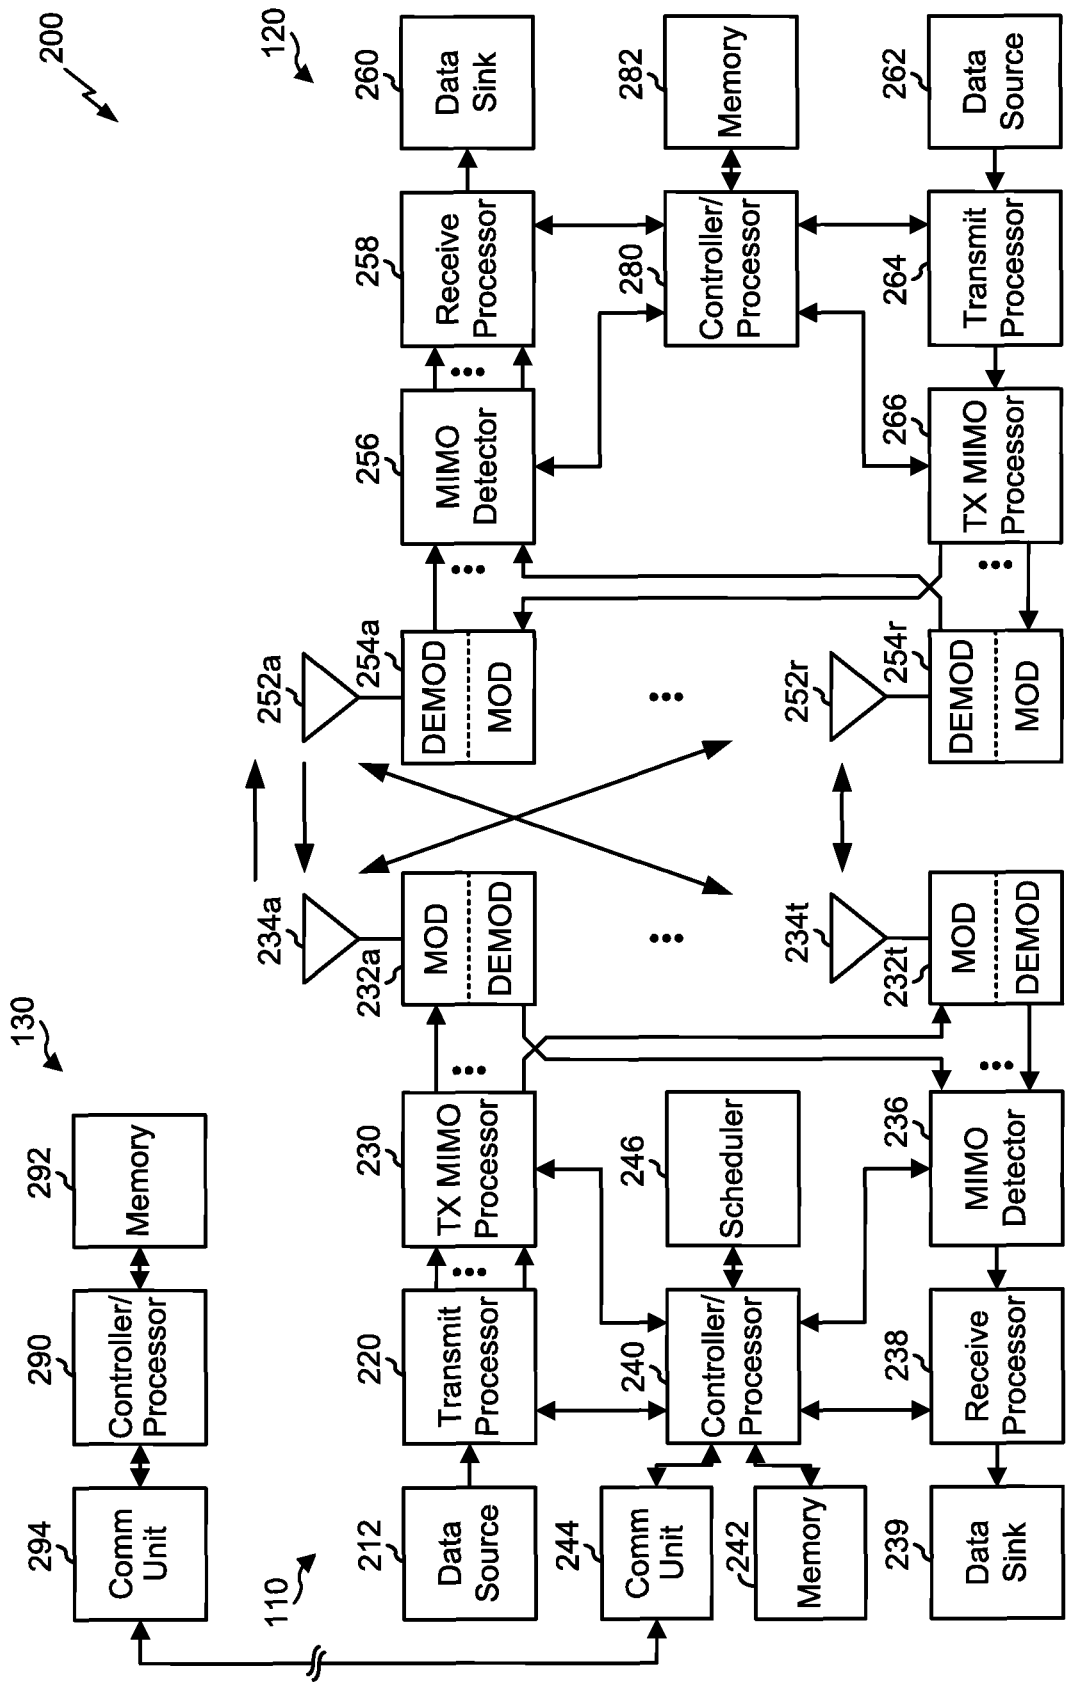 200
130
292
Memory
290
Controller/
Processor
294
Comm
Unit
110
212
Data
Source
220
Transmit
Processor
230
TX MIMO
Processor
232a
MOD
DEMOD
234a
252a
254a
DEMOD
MOD
256
MIMO
Detector
258
Receive
Processor
260
Data
Sink
120
244
Comm
Unit
242
Memory
240
Controller/
Processor
246
Scheduler
280
Controller/
Processor
282
Memory
239
Data
Sink
238
Receive
Processor
236
MIMO
Detector
232t
MOD
DEMOD
234t
252r
254r
DEMOD
MOD
266
TX MIMO
Processor
264
Transmit
Processor
262
Data
Source